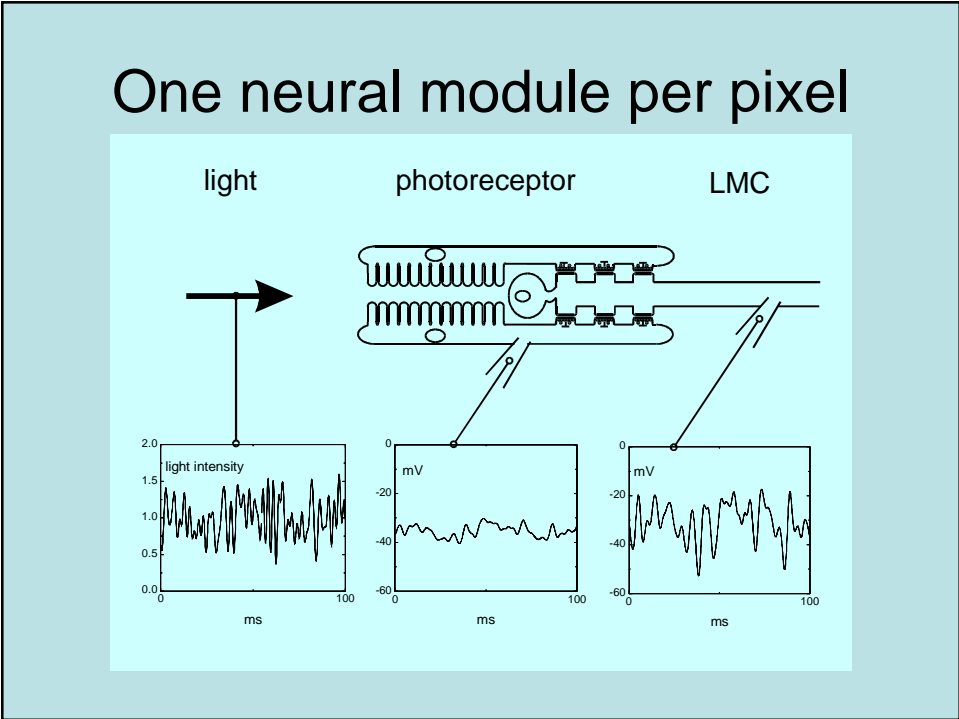 One neural module per pixel
light photoreceptor LMC
2.0
light intensity
1.5
1.0
0.5
0.0
0 100
ms
0
mV
-20
-40
-60
0 100
ms
0
mV
-20
-40
-60
0 100
ms